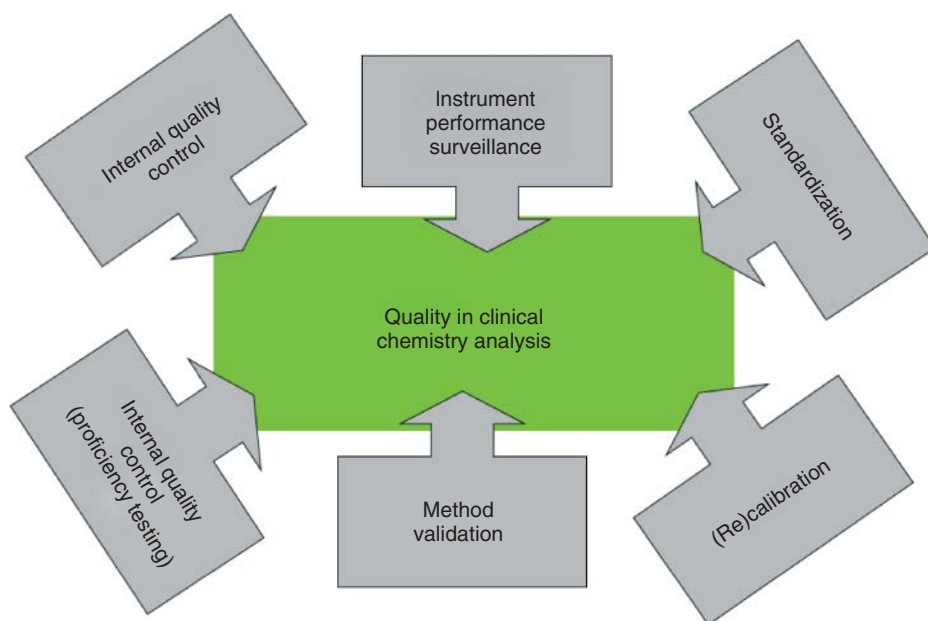 Internal quality
control
Instrument
performance
surveillance
Standardization
Quality in clinical
chemistry analysis
Internal quality
control
(proficiency testing)
Method
validation
(Re)calibration